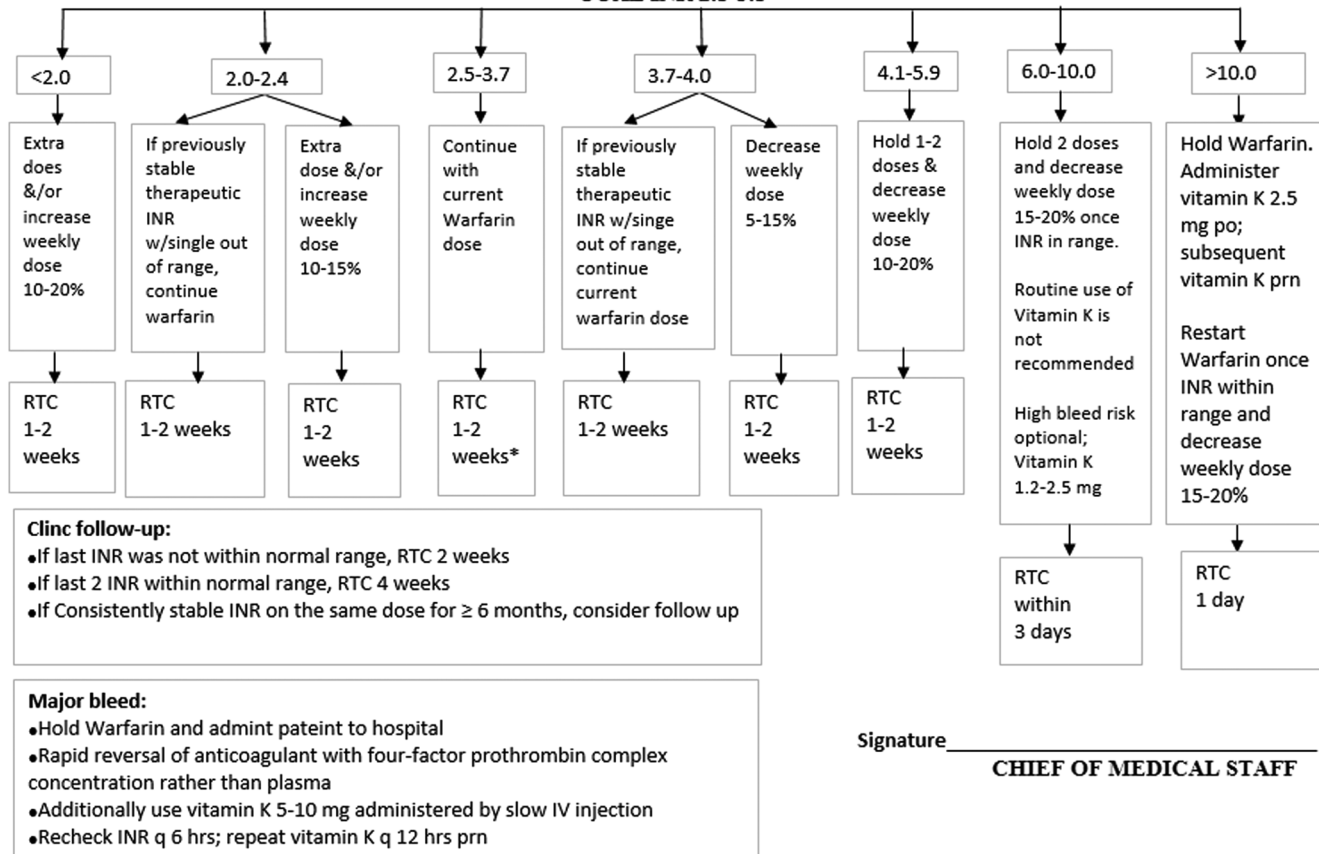 <2.0
2.0-2.4
2.5-3.7
3.7-4.0
4.1-5.9
6.0-10.0
>10.0
Extra
does
&/or
increase
weekly
dose
10-20%
If previously
stable
therapeutic
INR
w/single out
of range,
continue
warfarin
Extra
dose &/or
increase
weekly
dose
10-15%
Continue
with
current
Warfarin
dose
If previously
stable
therapeutic
INR w/singe
out of range,
continue
current
warfarin dose
Decrease
weekly
dose
5-15%
Hold 1-2
doses &
decrease
weekly
dose
10-20%
Hold 2 doses
and decrease
weekly dose
15-20% once
INR in range.
Routine use of
Vitamin K is
not
recommended
High bleed risk
optional;
Vitamin K
1.2-2.5 mg
Hold Warfarin.
Administer
vitamin K 2.5
mg po;
subsequent
vitamin K prn
Restart
Warfarin once
INR within
range and
decrease
weekly dose
15-20%
RTC
1-2
weeks
RTC
1-2 weeks
RTC
1-2
weeks
RTC
1-2
weeks*
RTC
1-2 weeks
RTC
1-2
weeks
RTC
1-2
weeks
RTC
within
3 days
RTC
1 day
Clinc follow-up:
•If last INR was not within normal range, RTC 2 weeks
•If last 2 INR within normal range, RTC 4 weeks
•If Consistently stable INR on the same dose for ≥ 6 months, consider follow up
Major bleed:
•Hold Warfarin and admint pateint to hospital
•Rapid reversal of anticoagulant with four-factor prothrombin complex
concentration rather than plasma
•Additionally use vitamin K 5-10 mg administered by slow IV injection
•Recheck INR q 6 hrs; repeat vitamin K q 12 hrs prn
Signature
CHIEF OF MEDICAL STAFF